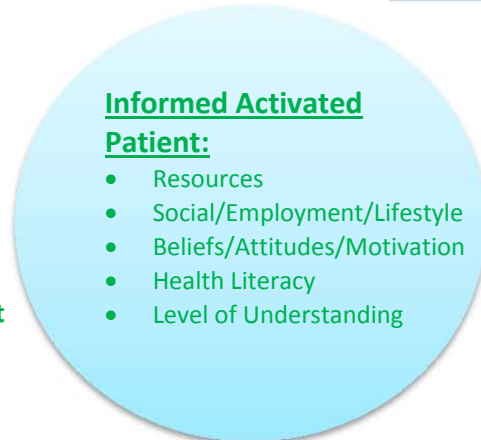 Informed Activated
Patient:
• Resources
• Social/Employment/Lifestyle
• Beliefs/Attitudes/Motivation
• Health Literacy
• Level of Understanding